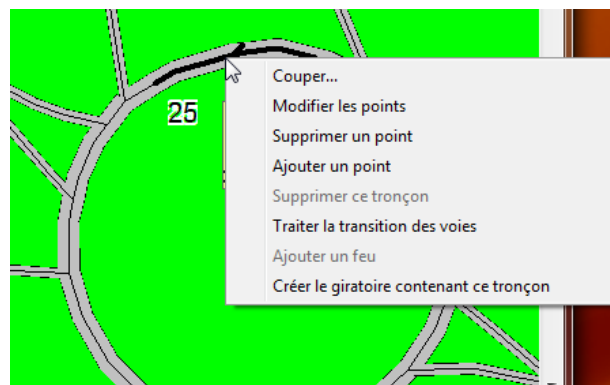 25
Couper...
Modifier les points
Supprimer un point
Ajouter un point
Supprimer ce tronçon
Traiter la transition des voies
Ajouter un feu
Créer le giratoire contenant ce tronçon